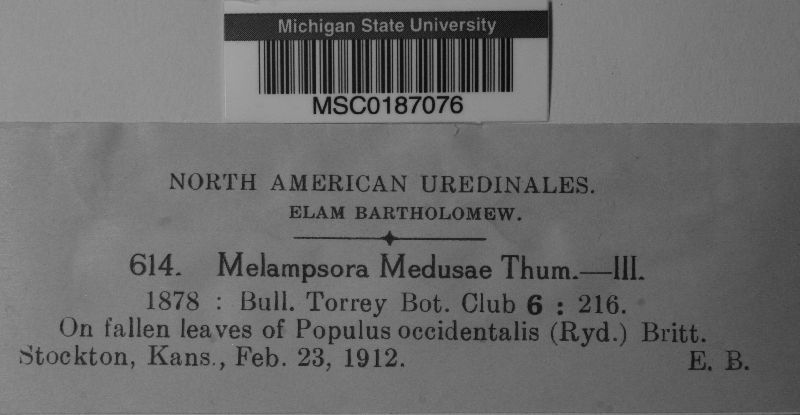 Michigan State University
MSC0187076
NORTH AMERICAN UREDINALES.
ELAM BARTHOLOMEW.
614. Melampsora Medusae Thum.—III.
1878 : Bull. Torrey Bot. Club 6 : 216.
On fallen leaves of Populus occidentalis (Ryd.) Britt.
Stockton, Kans., Feb. 23, 1912. E. B.